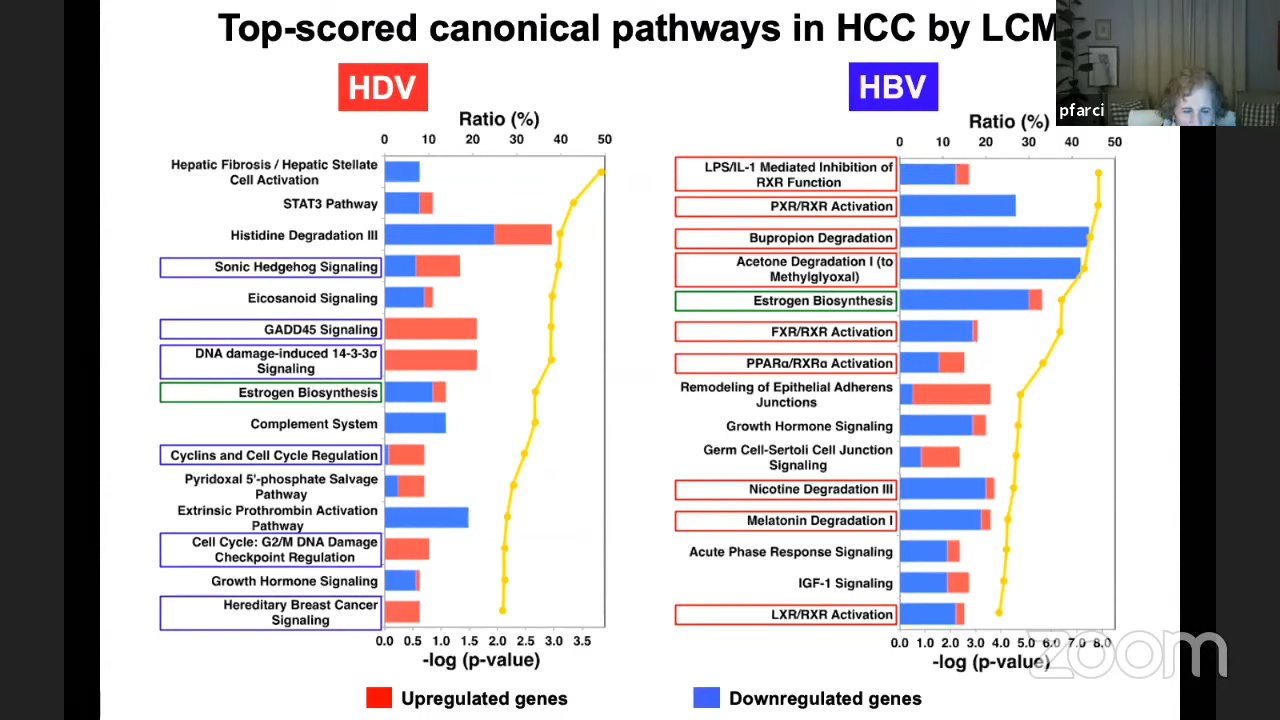 Top-scored canonical pathways in HCC by LCM
pfarci
HDV
Ratio (%)
0 10 20 30 40 50
Hepatic Fibrosis / Hepatic Stellate
Cell Activation
STAT3 Pathway
Histidine Degradation III
Sonic Hedgehog Signaling
Eicosanoid Signaling
GADD45 Signaling
DNA damage-induced 14-3-3σ
Signaling
Estrogen Biosynthesis
Complement System
Cyclins and Cell Cycle Regulation
Pyridoxal 5'-phosphate Salvage
Pathway
Extrinsic Prothrombin Activation
Pathway
Cell Cycle: G2/M DNA Damage
Checkpoint Regulation
Growth Hormone Signaling
Hereditary Breast Cancer
Signaling
0.0 0.5 1.0 1.5 2.0 2.5 3.0 3.5
-log (p-value)
HBV
Ratio (%)
0 10 20 30 40 50
LPS/IL-1 Mediated Inhibition of
RXR Function
PXR/RXR Activation
Bupropion Degradation
Acetone Degradation I (to
Methylglyoxal)
Estrogen Biosynthesis
FXR/RXR Activation
PPARα/RXRα Activation
Remodeling of Epithelial Adherens
Junctions
Growth Hormone Signaling
Germ Cell-Sertoli Cell Junction
Signaling
Nicotine Degradation III
Melatonin Degradation I
Acute Phase Response Signaling
IGF-1 Signaling
LXR/RXR Activation
0.0 1.0 2.0 3.0 4.0 5.0 6.0 7.0 8.0
-log (p-value)
zoom
Upregulated genes
Downregulated genes